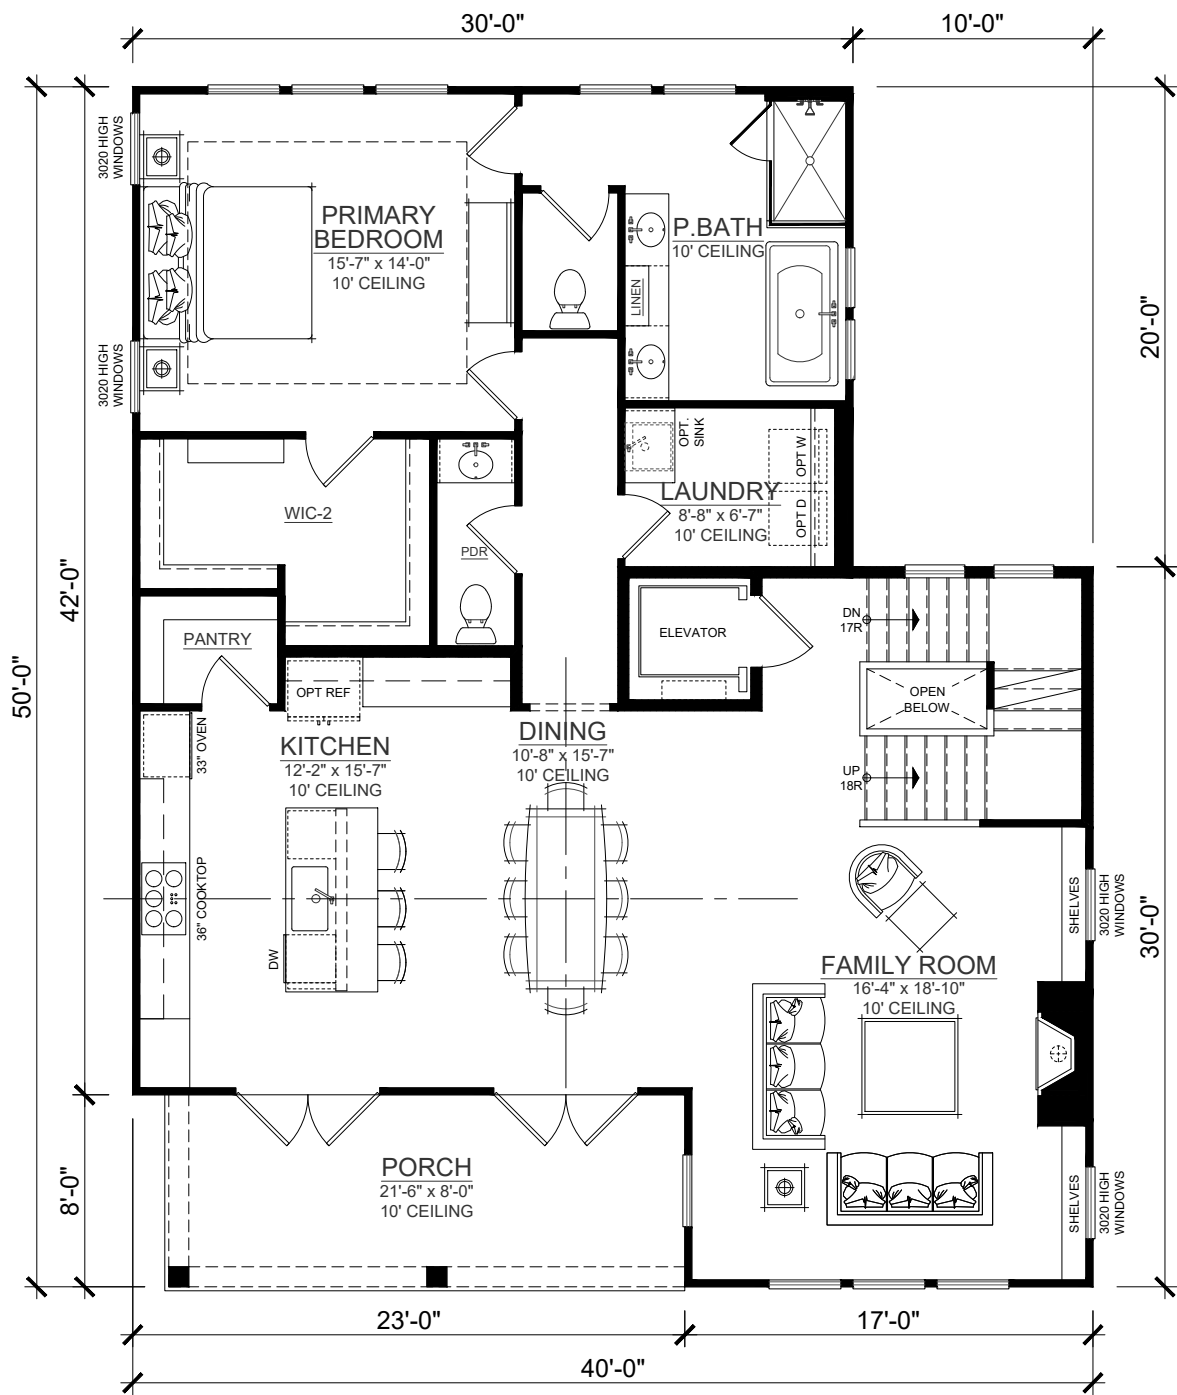 30'-0"
10'-0"
3020 HIGH
WINDOWS
PRIMARY
BEDROOM
15'-7" x 14'-0"
10' CEILING
P.BATH
10' CEILING
LINEN
20'-0"
3020 HIGH
WINDOWS
OPT.
SINK
OPT W
LAUNDRY
8'-8" x 6'-7"
10' CEILING
OPT D
WIC-2
PDR
42'-0"
50'-0"
PANTRY
ELEVATOR
DN
17R
OPEN
BELOW
UP
18R
OPT REF
33" OVEN
KITCHEN
12'-2" x 15'-7"
10' CEILING
DINING
10'-8" x 15'-7"
10' CEILING
36" COOKTOP
DW
SHELVES
3020 HIGH
WINDOWS
30'-0"
FAMILY ROOM
16'-4" x 18'-10"
10' CEILING
PORCH
21'-6" x 8'-0"
10' CEILING
8'-0"
SHELVES
3020 HIGH
WINDOWS
23'-0"
17'-0"
40'-0"